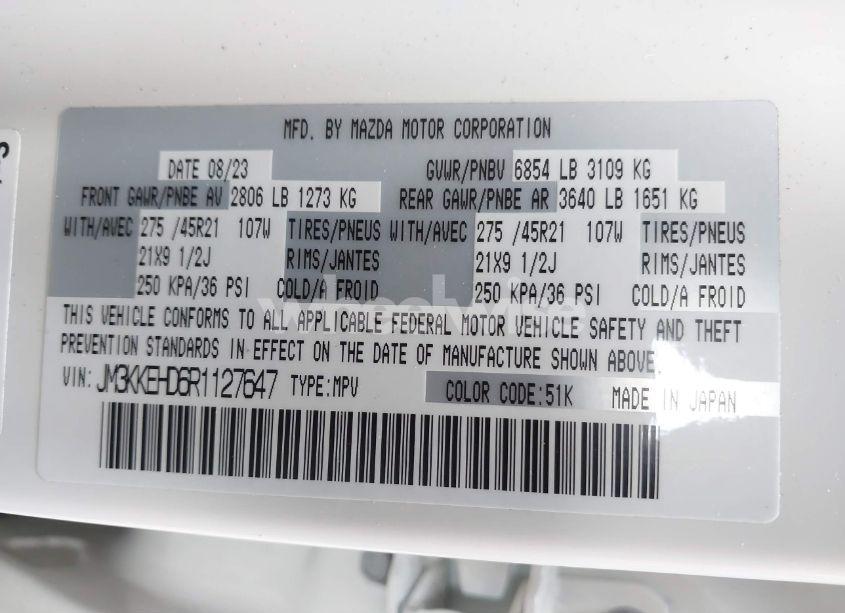 MFD. BY MAZDA MOTOR CORPORATION
DATE 08/23 GVWR/PNBV 6854 LB 3109 KG
FRONT GAWR/PNBE AV 2806 LB 1273 KG REAR GAWR/PNBE AR 3640 LB 1651 KG
WITH/AVEC 275 /45R21 107W TIRES/PNEUS WITH/AVEC 275 /45R21 107W TIRES/PNEUS
21X9 1/2J RIMS/JANTES 21X9 1/2J RIMS/JANTES
250 KPA/36 PSI COLD/A FROID 250 KPA/36 PSI COLD/A FROID
THIS VEHICLE CONFORMS TO ALL APPLICABLE FEDERAL MOTOR VEHICLE SAFETY AND THEFT
PREVENTION STANDARDS IN EFFECT ON THE DATE OF MANUFACTURE SHOWN ABOVE.
VIN: JM3KKEHD6R1127647 TYPE:MPV COLOR CODE:51K MADE IN JAPAN